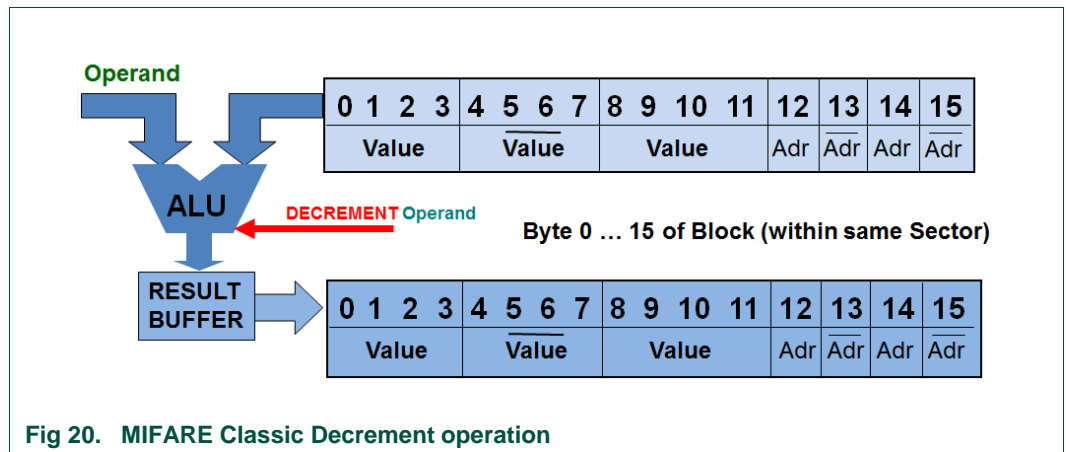 Operand
0 1 2 3 4 5 6 7 8 9 10 11 12 13 14 15
Value Value Value Adr Adr Adr Adr
ALU
DECREMENT Operand
Byte 0 … 15 of Block (within same Sector)
RESULT
BUFFER
0 1 2 3 4 5 6 7 8 9 10 11 12 13 14 15
Value Value Value Adr Adr Adr Adr
Fig 20. MIFARE Classic Decrement operation